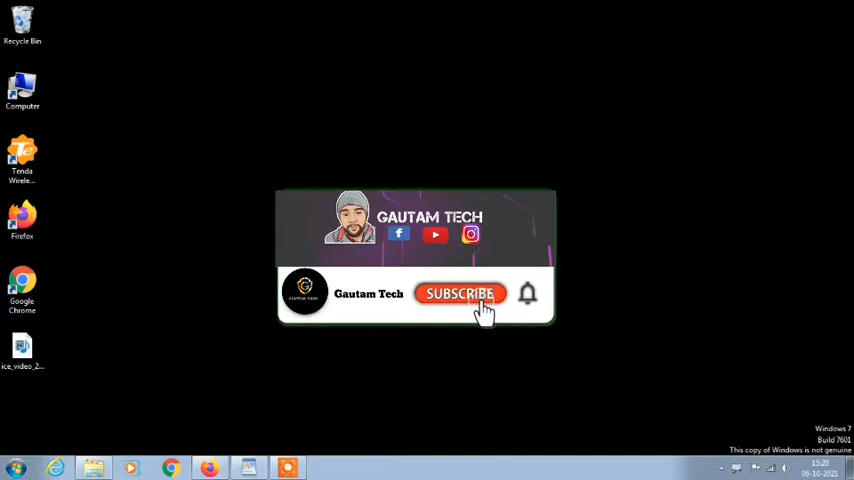 Recycle Bin
Computer
Tenda
Wirele...
Firefox
Google
Chrome
ice_video_2...
GAUTAM TECH
Gautam Tech
SUBSCRIBE
Windows 7
Build 7601
This copy of Windows is not genuine
15:20
06-10-2021